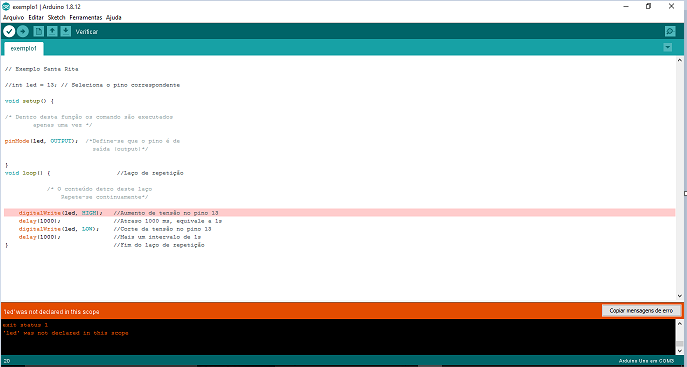 exemplo1 | Arduino 1.8.12
Arquivo Editar Sketch Ferramentas Ajuda
Verificar
exemplo1
// Exemplo Santa Rita
//int led = 13; // Seleciona o pino correspondente
void setup() {
/* Dentro desta função os comando são executados
apenas uma vez */
pinMode(led, OUTPUT); /*Define-se que o pino é de
saída (output)*/
}
void loop() { //Laço de repetição
/* O conteúdo detro deste laço
Repete-se continuamente*/
digitalWrite(led, HIGH); //Aumento de tensão no pino 13
delay(1000); //Atraso 1000 ms, equivale a 1s
digitalWrite(led, LOW); //Corte da tensão no pino 13
delay(1000); //Mais um intervalo de 1s
} //Fim do laço de repetição
'led' was not declared in this scope
Copiar mensagens de erro
exit status 1
'led' was not declared in this scope
20
Arduino Uno em COM3